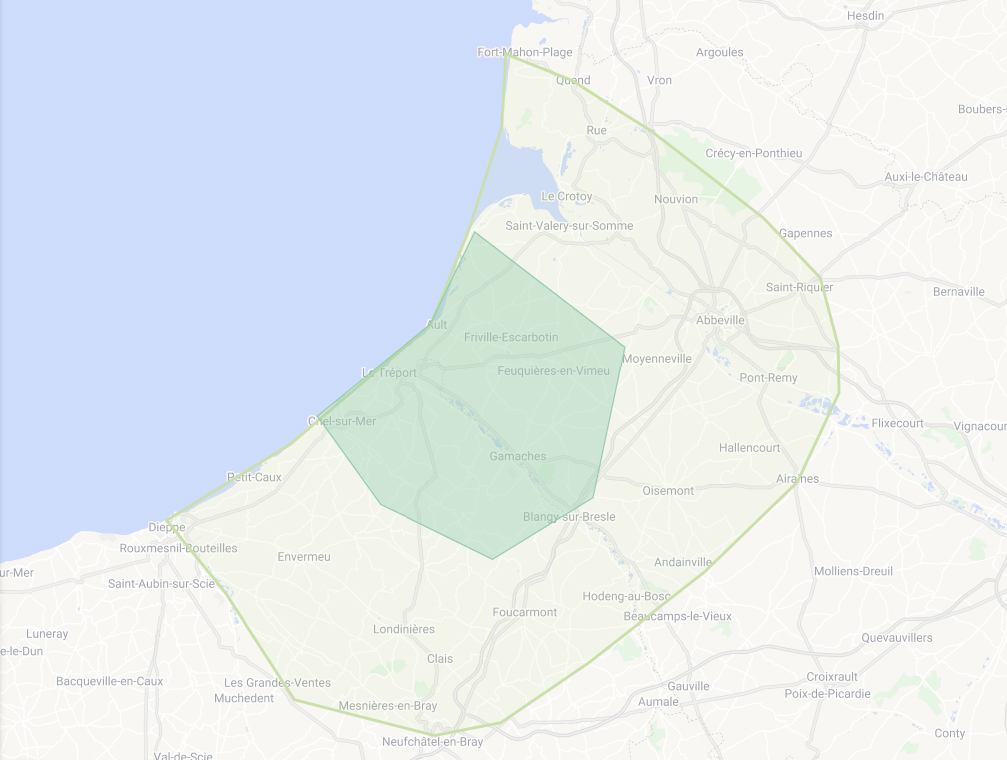 Hesdin
Fort-Mahon-Plage
Argoules
Quend
Vron
Boubers-
Rue
Crécy-en-Ponthieu
Auxi-le-Château
Le Crotoy
Nouvion
Saint-Valery-sur-Somme
Gapennes
Saint-Riquier
Bernaville
Abbeville
Ault
Friville-Escarbotin
Moyenneville
Le Tréport
Feuquières-en-Vimeu
Pont-Remy
Criel-sur-Mer
Flixecourt
Vignacour
Hallencourt
Gamaches
Petit-Caux
Airaines
Oisemont
Blangy-sur-Bresle
Dieppe
Rouxmesnil-Bouteilles
Envermeu
Andainville
ur-Mer
Molliens-Dreuil
Saint-Aubin-sur-Scie
Hodeng-au-Bosc
Foucarmont
Beaucamps-le-Vieux
Luneray
Londinières
Quevauvillers
e-le-Dun
Clais
Croixrault
Bacqueville-en-Caux
Les Grandes-Ventes
Gauville
Poix-de-Picardie
Muchedent
Mesnières-en-Bray
Aumale
Conty
Neufchâtel-en-Bray
Val-de-Scie